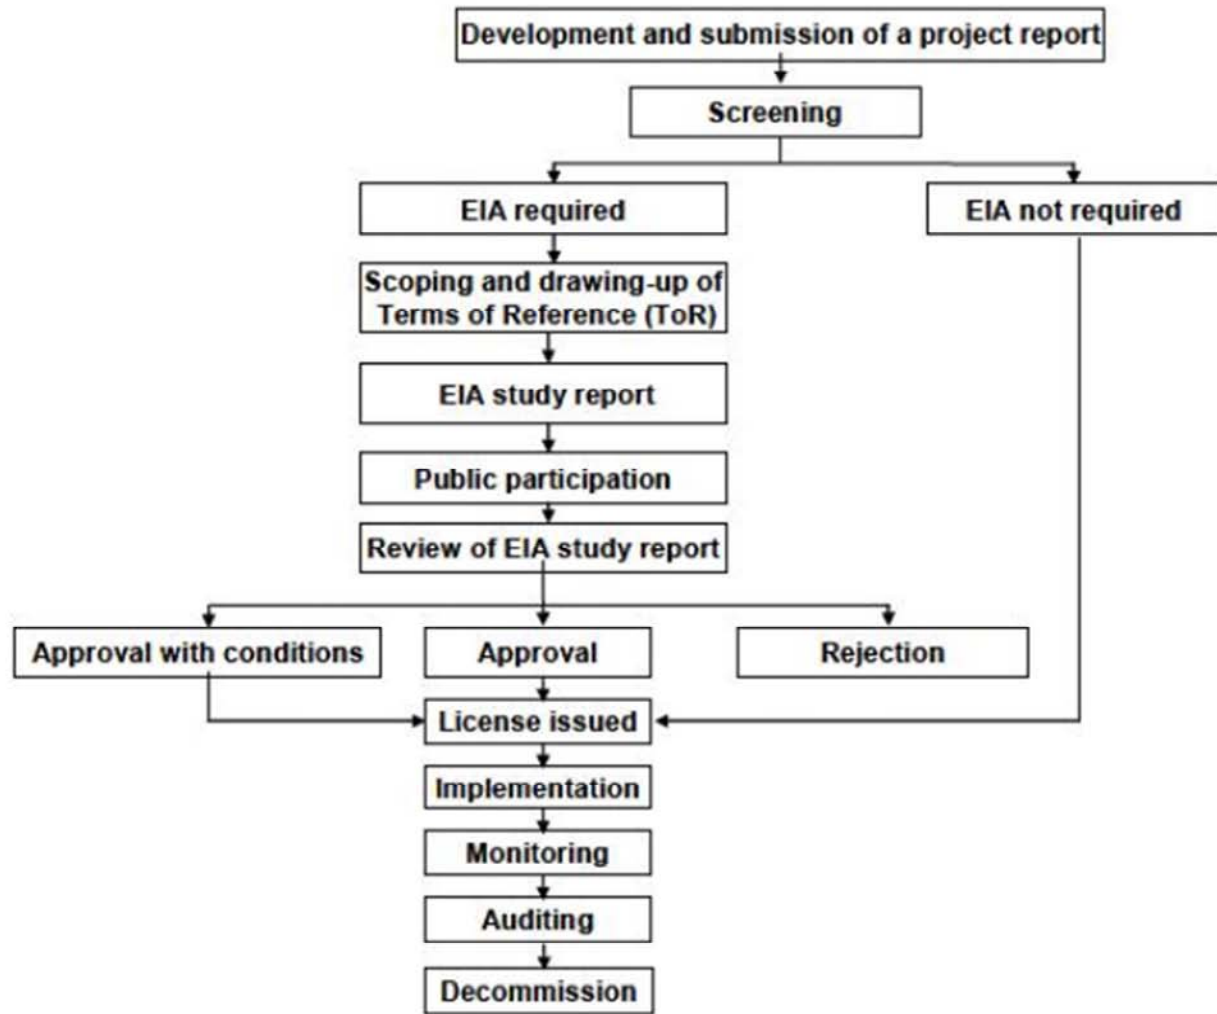 Development and submission of a project report
Screening
EIA required
EIA not required
Scoping and drawing-up of
Terms of Reference (ToR)
EIA study report
Public participation
Review of EIA study report
Approval with conditions
Approval
Rejection
License issued
Implementation
Monitoring
Auditing
Decommission